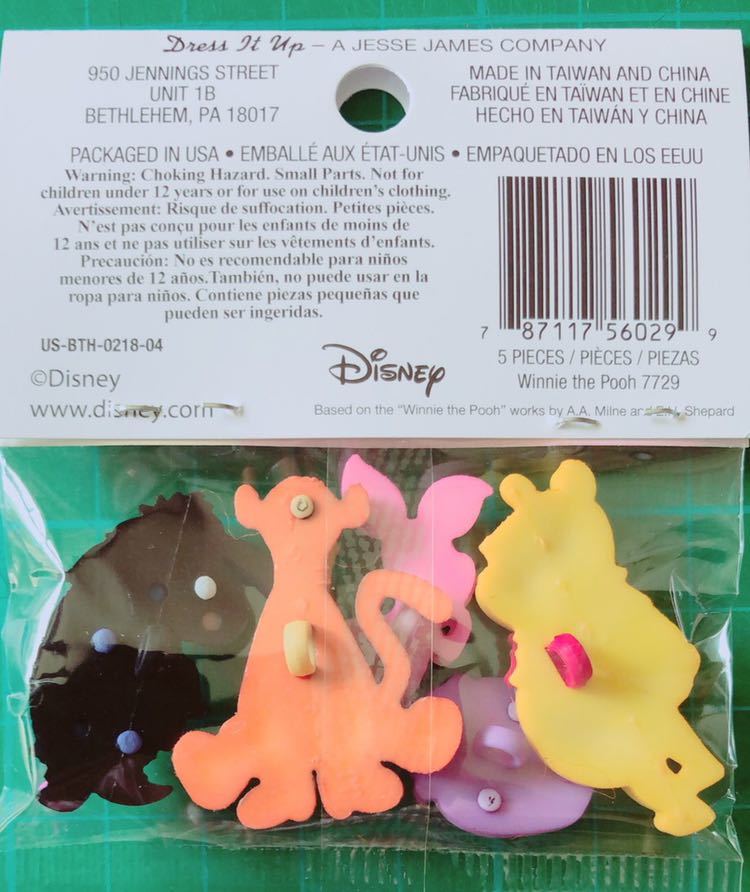 Dress It Up – A JESSE JAMES COMPANY
950 JENNINGS STREET
UNIT 1B
BETHLEHEM, PA 18017
MADE IN TAIWAN AND CHINA
FABRIQUÉ EN TAÏWAN ET EN CHINE
HECHO EN TAIWÁN Y CHINA
PACKAGED IN USA • EMBALLÉ AUX ÉTAT-UNIS • EMPAQUETADO EN LOS EEUU
Warning: Choking Hazard. Small Parts. Not for
children under 12 years or for use on children's clothing.
Avertissement: Risque de suffocation. Petites pièces.
N'est pas conçu pour les enfants de moins de
12 ans et ne pas utiliser sur les vêtements d'enfants.
Precaución: No es recomendable para niños
menores de 12 años.También, no puede usar en la
ropa para niños. Contiene piezas pequeñas que
pueden ser ingeridas.
7 87117 56029 9
5 PIECES / PIÈCES / PIEZAS
Winnie the Pooh 7729
US-BTH-0218-04
©Disney
www.disney.com
Disney
Based on the "Winnie the Pooh" works by A.A. Milne and E.H. Shepard